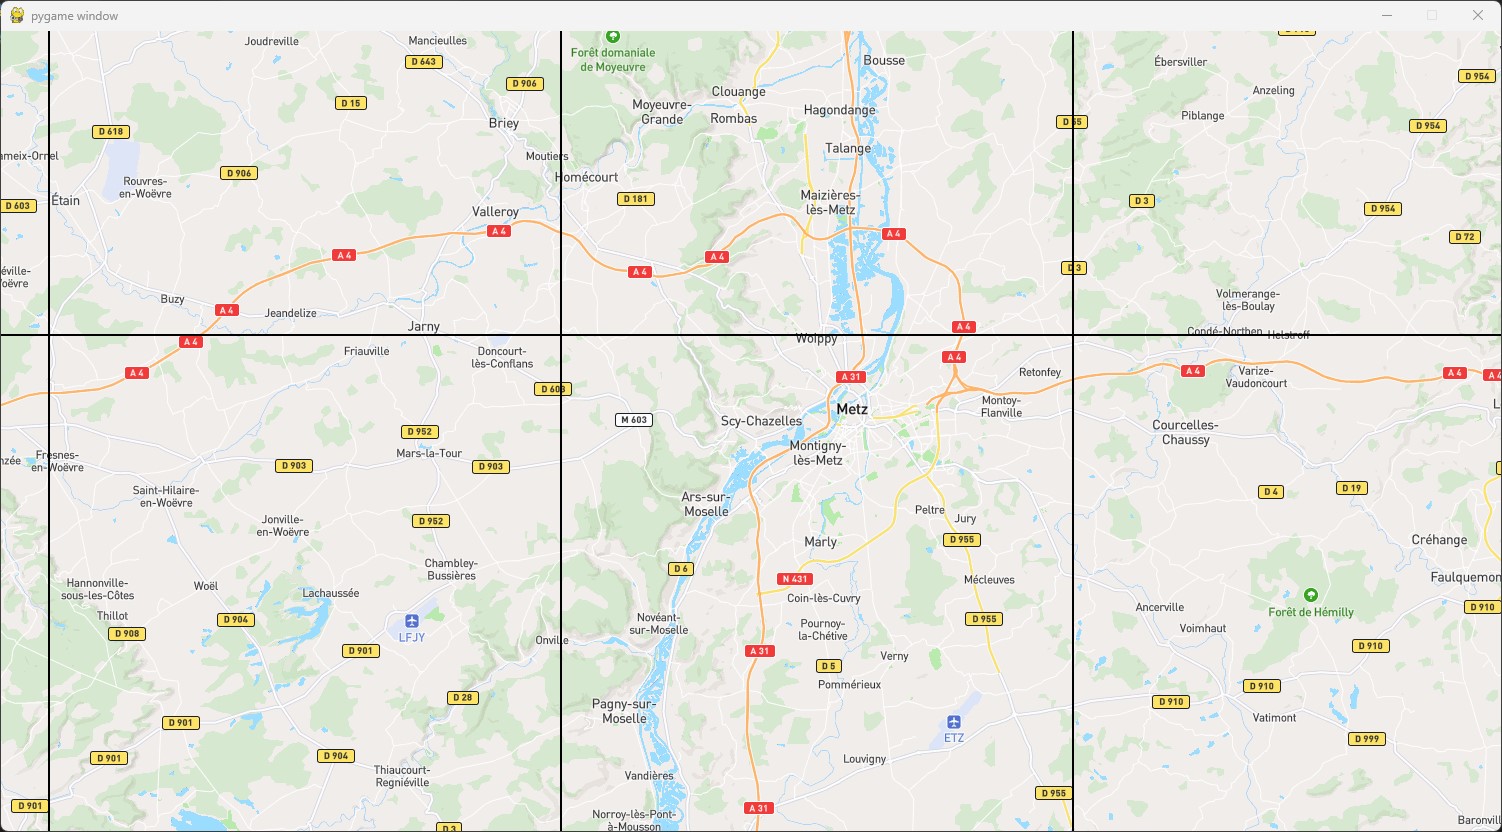 pygame window
Joudreville
Mancieulles
D 643
D 906
D 15
Briey
D 618
Moutiers
D 906
Rouvres-
en-Woëvre
Étain
D 603
Valleroy
A 4
A 4
Buzy
A 4
Jeandelize
Jarny
Forêt domaniale
de Moyeuvre
Bousse
Clouange
Moyeuvre-
Grande
Rombas
Hagondange
Talange
Homécourt
D 181
Maizières-
lès-Metz
A 4
A 4
A 4
D 55
D 3
A 4
Woippy
Ébersviller
D 954
Anzeling
Piblange
D 954
D 3
D 954
D 72
Volmerange-
lès-Boulay
Condé-Northen
Helstroff
A 4
A 4
Friauville
Doncourt-
lès-Conflans
D 603
D 952
Mars-la-Tour
D 903
D 903
Fresnes-
en-Woëvre
Saint-Hilaire-
en-Woëvre
Jonville-
en-Woëvre
D 952
Chambley-
Bussières
Hannonville-
sous-les-Côtes
Woël
Lachaussée
Thillot
D 904
D 908
LFJY
D 901
Onville
D 28
D 901
D 901
D 904
Thiaucourt-
Regniéville
D 901
D 3
A 4
A 31
Retonfey
Metz
Montoy-
Flanville
M 603
Scy-Chazelles
Montigny-
lès-Metz
Ars-sur-
Moselle
Peltre
Jury
Marly
D 955
D 6
N 431
Mécleuves
Coin-lès-Cuvry
Novéant-
sur-Moselle
Pournoy-
la-Chétive
D 955
A 31
Verny
D 5
Pommérieux
Pagny-sur-
Moselle
ETZ
Louvigny
Vandières
D 955
A 31
Norroy-lès-Pont-
à-Mousson
A 4
Varize-
Vaudoncourt
A 4
Courcelles-
Chaussy
D 4
D 19
Créhange
Faulquemon
Forêt de Hémilly
D 910
Ancerville
Voimhaut
D 910
D 910
D 910
Vatimont
D 999
Baronvil